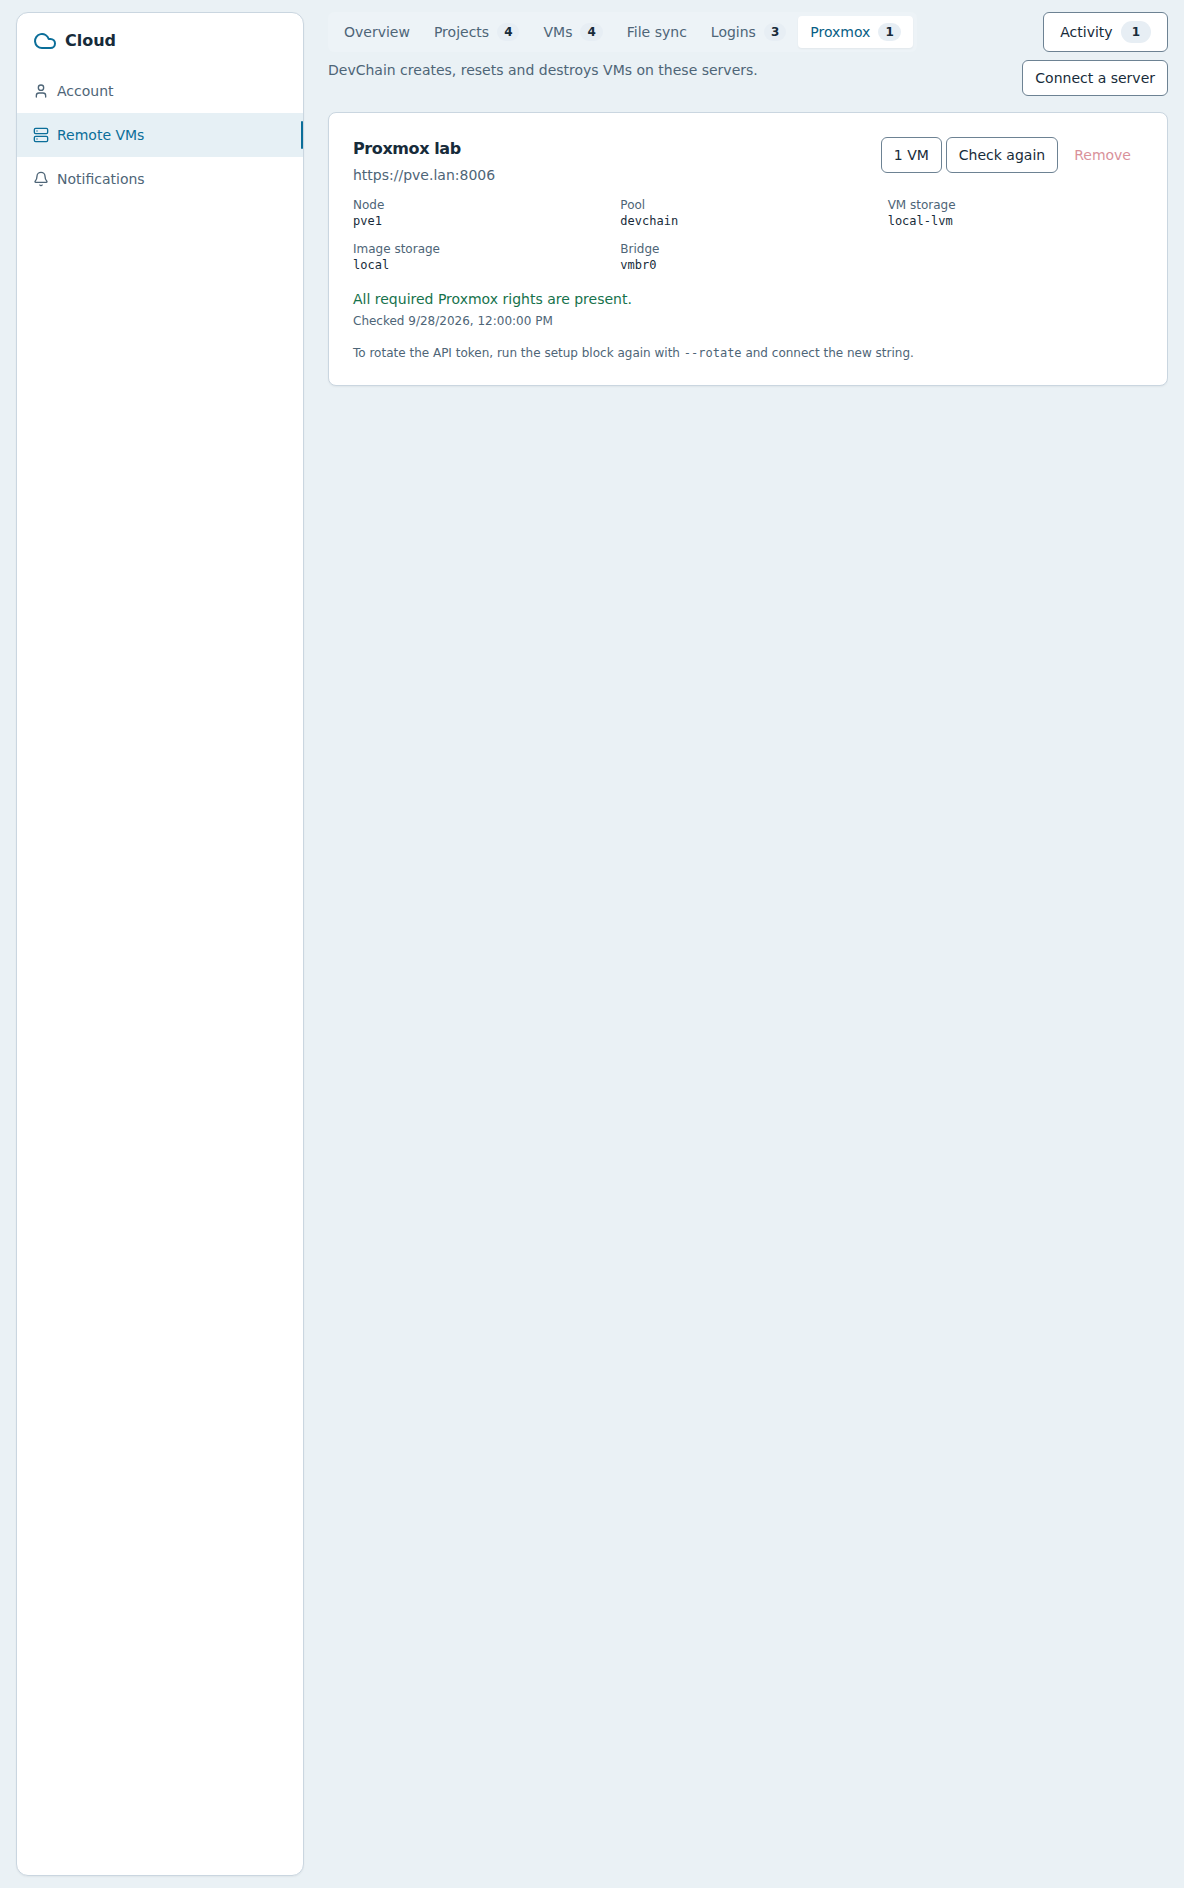 Cloud
Account
Remote VMs
Notifications
Overview Projects 4 VMs 4 File sync Logins 3 Proxmox 1 Activity 1
DevChain creates, resets and destroys VMs on these servers.
Connect a server
Proxmox lab
https://pve.lan:8006
1 VM Check again Remove
Node Pool VM storage
pve1 devchain local-lvm
Image storage Bridge
local vmbr0
All required Proxmox rights are present.
Checked 9/28/2026, 12:00:00 PM
To rotate the API token, run the setup block again with --rotate and connect the new string.